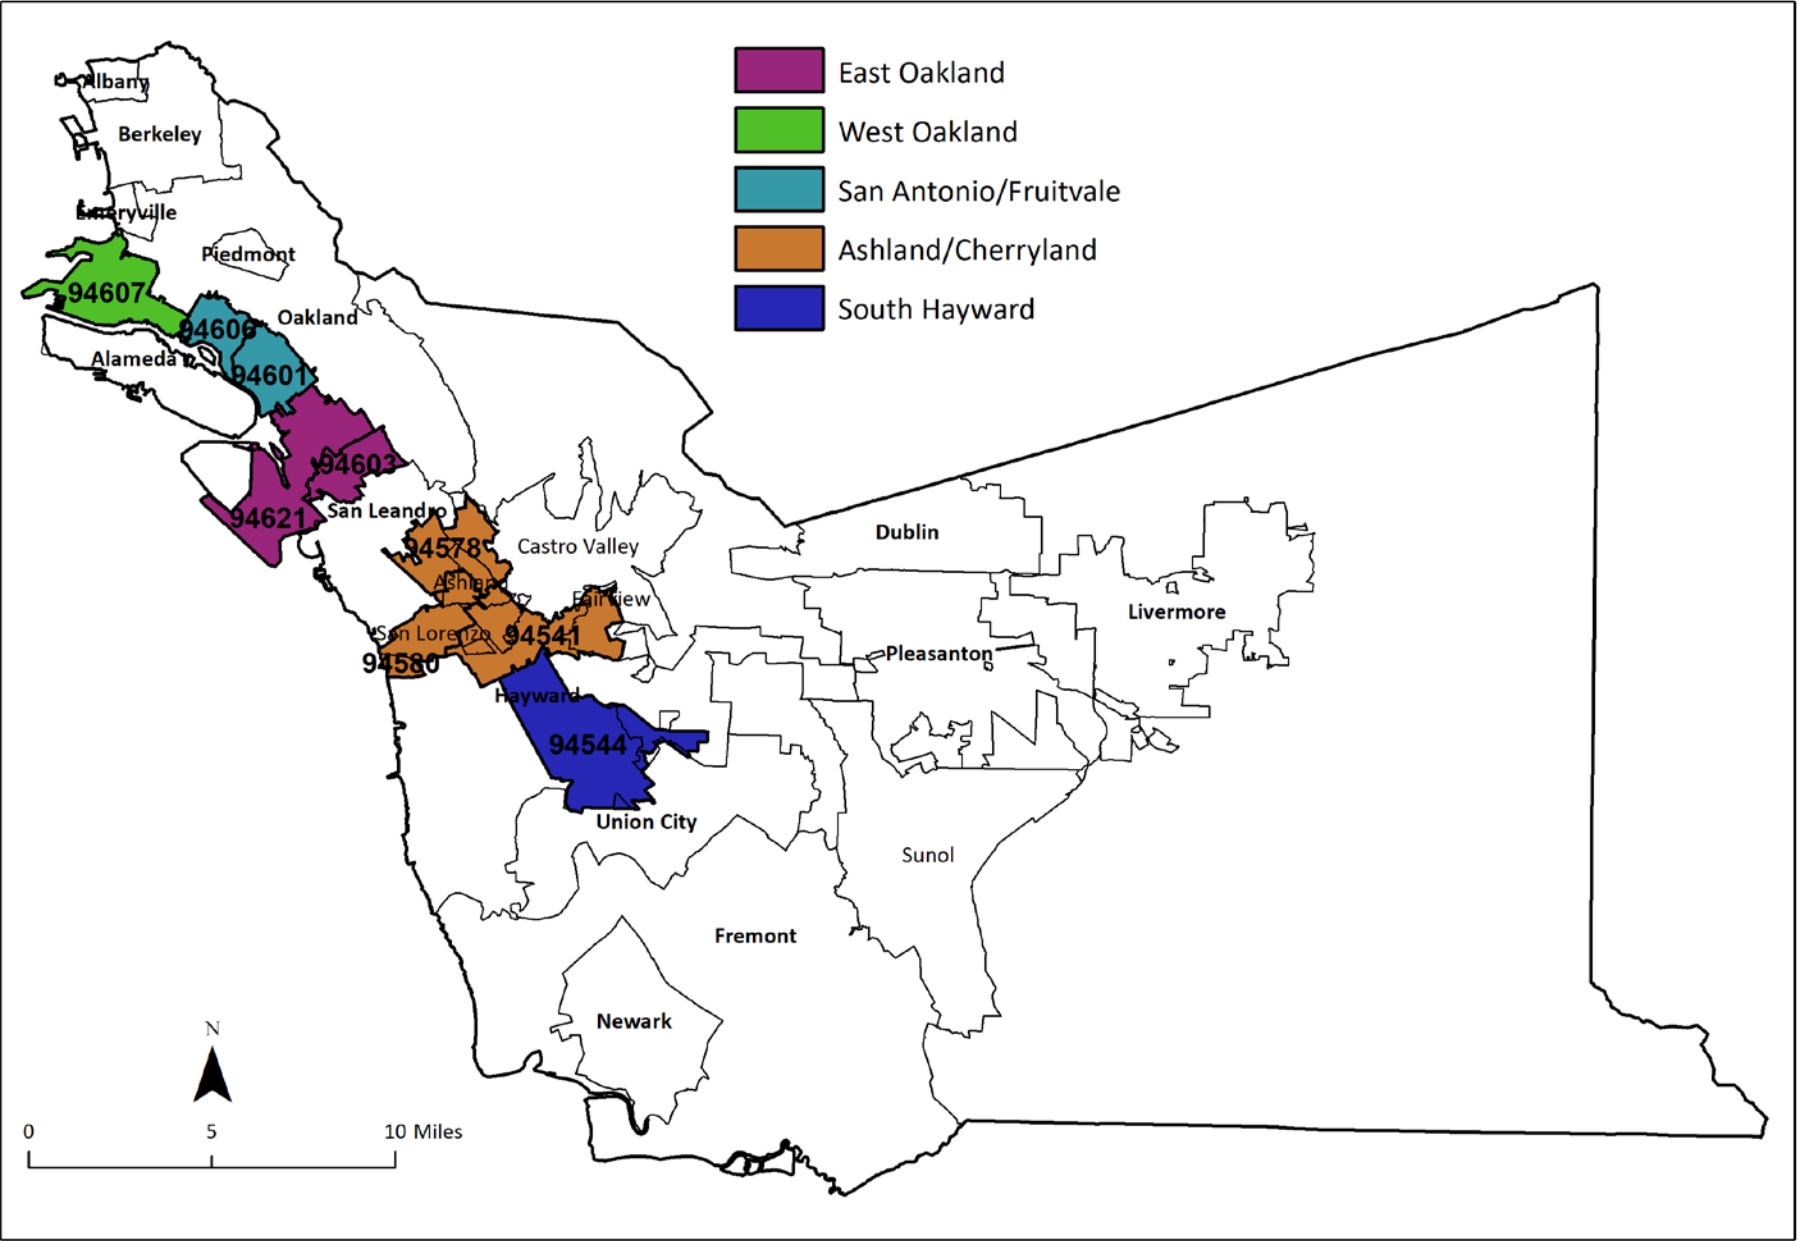 East Oakland
West Oakland
San Antonio/Fruitvale
Ashland/Cherryland
South Hayward
Albany
Berkeley
Emeryville
Piedmont
94607
94606
Oakland
Alameda
94601
94603
San Leandro
94621
94578
Castro Valley
Dublin
Ashland
Fairview
Livermore
San Lorenzo
94541
94580
Pleasanton
Hayward
94544
Union City
Sunol
Fremont
Newark
N
0 5 10 Miles